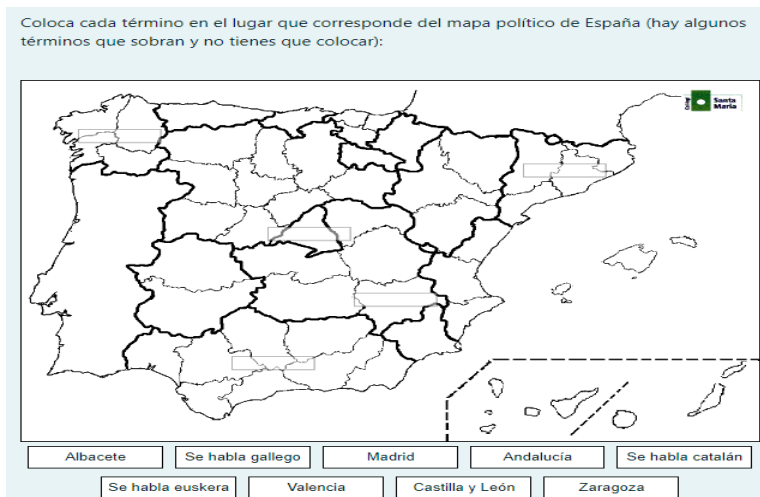 Coloca cada término en el lugar que corresponde del mapa político de España (hay algunos
términos que sobran y no tienes que colocar):
Santa
María
Albacete
Se habla gallego
Madrid
Andalucía
Se habla catalán
Se habla euskera
Valencia
Castilla y León
Zaragoza